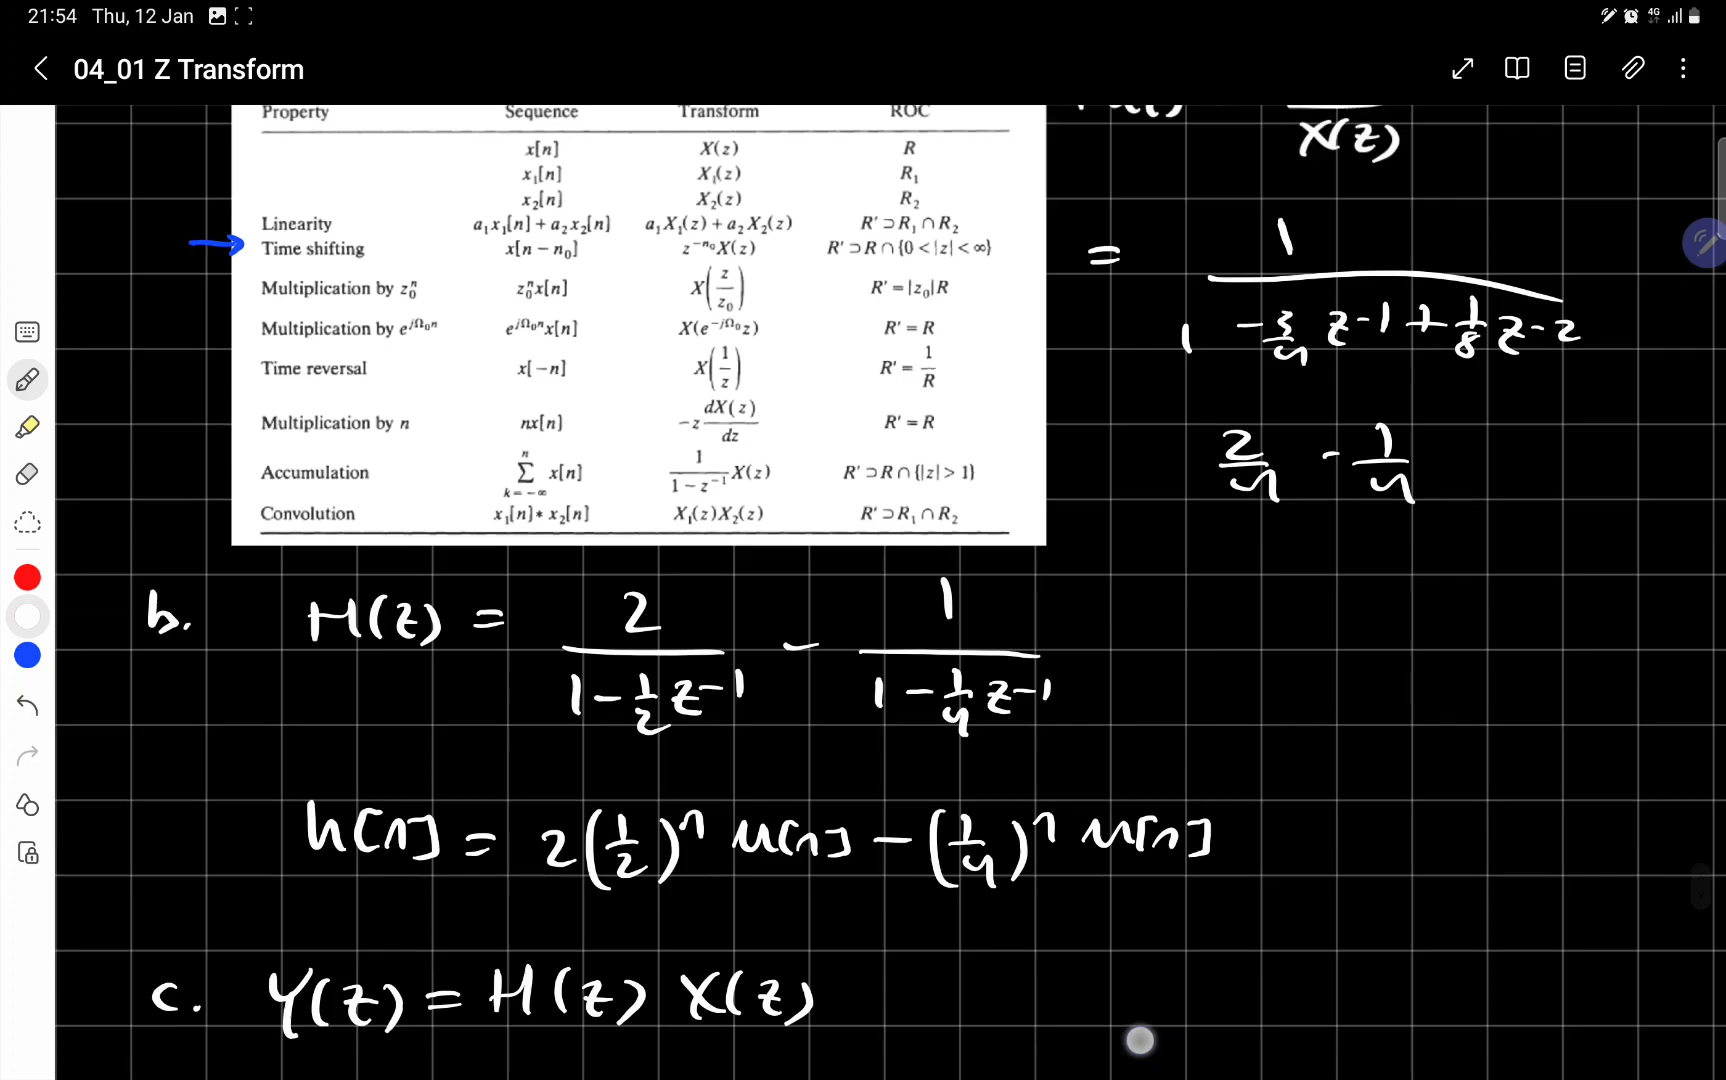 21:54 Thu, 12 Jan 4G
04_01 Z Transform
Property Sequence Transform ROC
x[n] X(z) R
x₁[n] X₁(z) R₁
x₂[n] X₂(z) R₂
Linearity a₁x₁[n] + a₂x₂[n] a₁X₁(z) + a₂X₂(z) R' ⊃ R₁ ∩ R₂
Time shifting x[n − n₀] z^{−n₀}X(z) R' ⊃ R ∩ {0 < |z| < ∞}
Multiplication by z₀ⁿ z₀ⁿx[n] X(z/z₀) R' = |z₀|R
Multiplication by e^{jΩ₀n} e^{jΩ₀n}x[n] X(e^{−jΩ₀}z) R' = R
Time reversal x[−n] X(1/z) R' = 1/R
Multiplication by n nx[n] −z dX(z)/dz R' = R
Accumulation ∑_{k=−∞}^{n} x[n] 1/(1 − z⁻¹) X(z) R' ⊃ R ∩ {|z| > 1}
Convolution x₁[n] * x₂[n] X₁(z)X₂(z) R' ⊃ R₁ ∩ R₂
X(z)
= 1/(1 − 3/4 z⁻¹ + 1/8 z⁻²)
2/4 - 1/4
b. H(z) = 2/(1 − 1/2 z⁻¹) − 1/(1 − 1/4 z⁻¹)
h[n] = 2(1/2)ⁿ u[n] − (1/4)ⁿ u[n]
c. Y(z) = H(z) X(z)